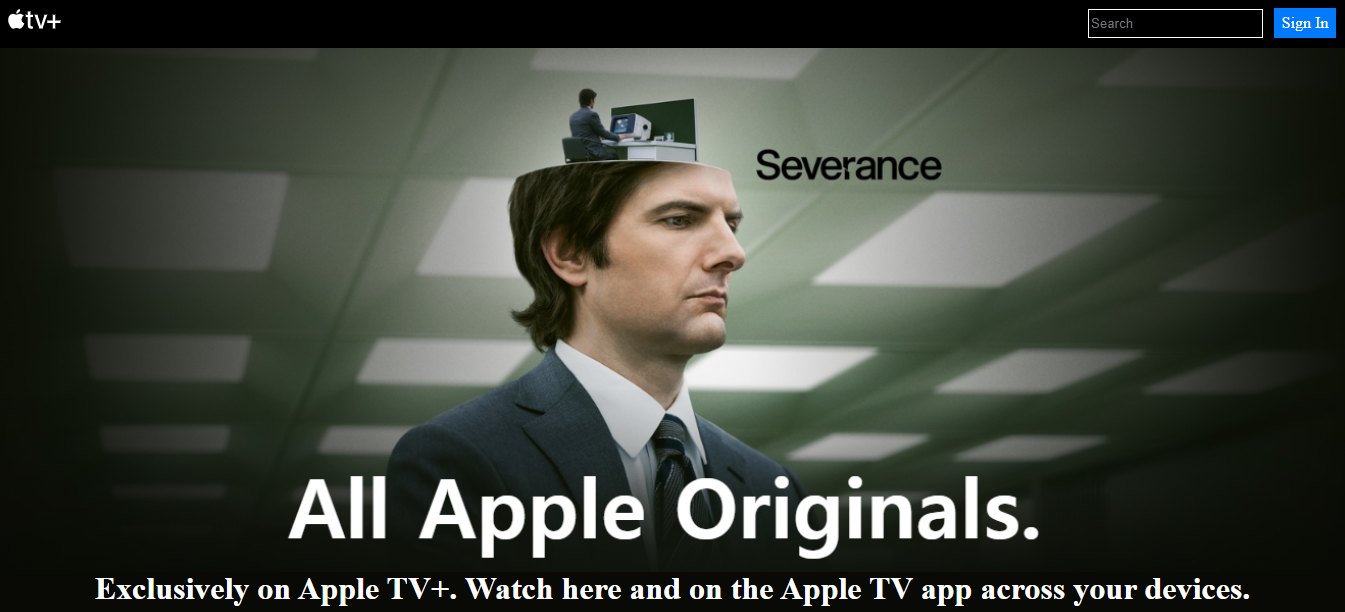 tv+
Search
Sign In
Severance
All Apple Originals.
Exclusively on Apple TV+. Watch here and on the Apple TV app across your devices.